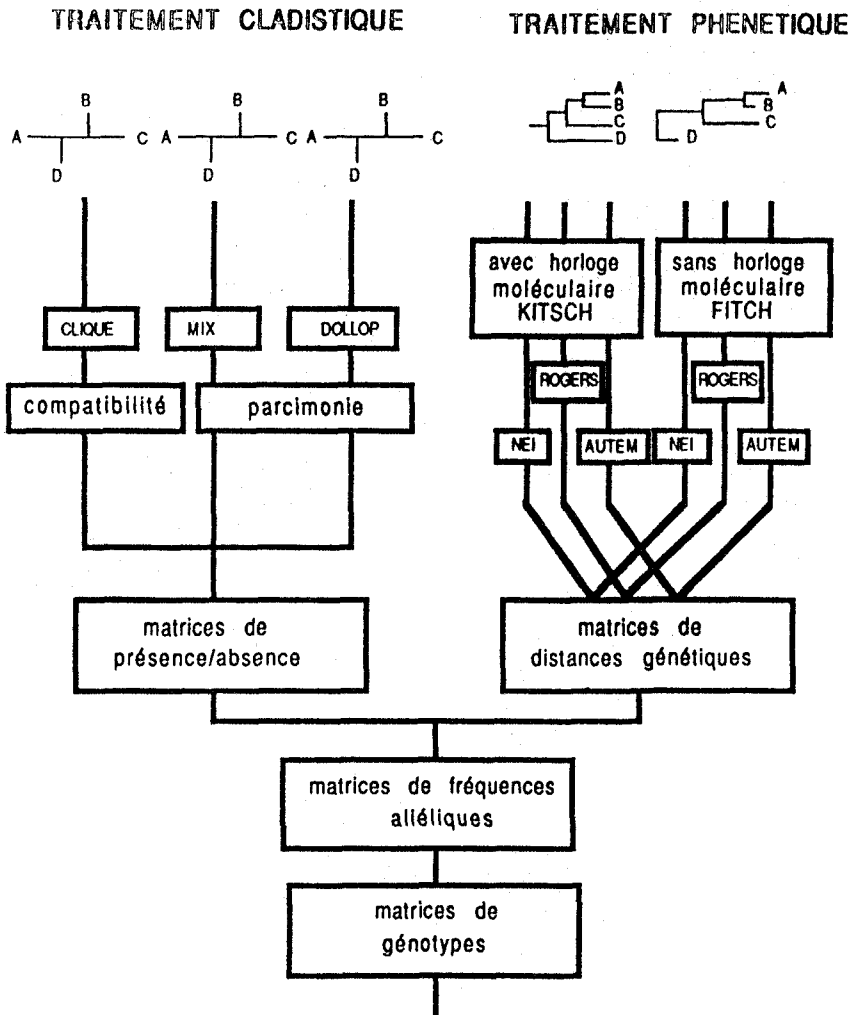 TRAITEMENT CLADISTIQUE
TRAITEMENT PHENETIQUE
A B C D
A B C D
A B C D
A
B
C
D
A
B
C
D
avec horloge
moléculaire
KITSCH
sans horloge
moléculaire
FITCH
CLIQUE
MIX
DOLLOP
ROGERS
ROGERS
compatibilité
parcimonie
NEI
AUTEM
NEI
AUTEM
matrices de
présence/absence
matrices de
distances génétiques
matrices de fréquences
alléliques
matrices de
génotypes